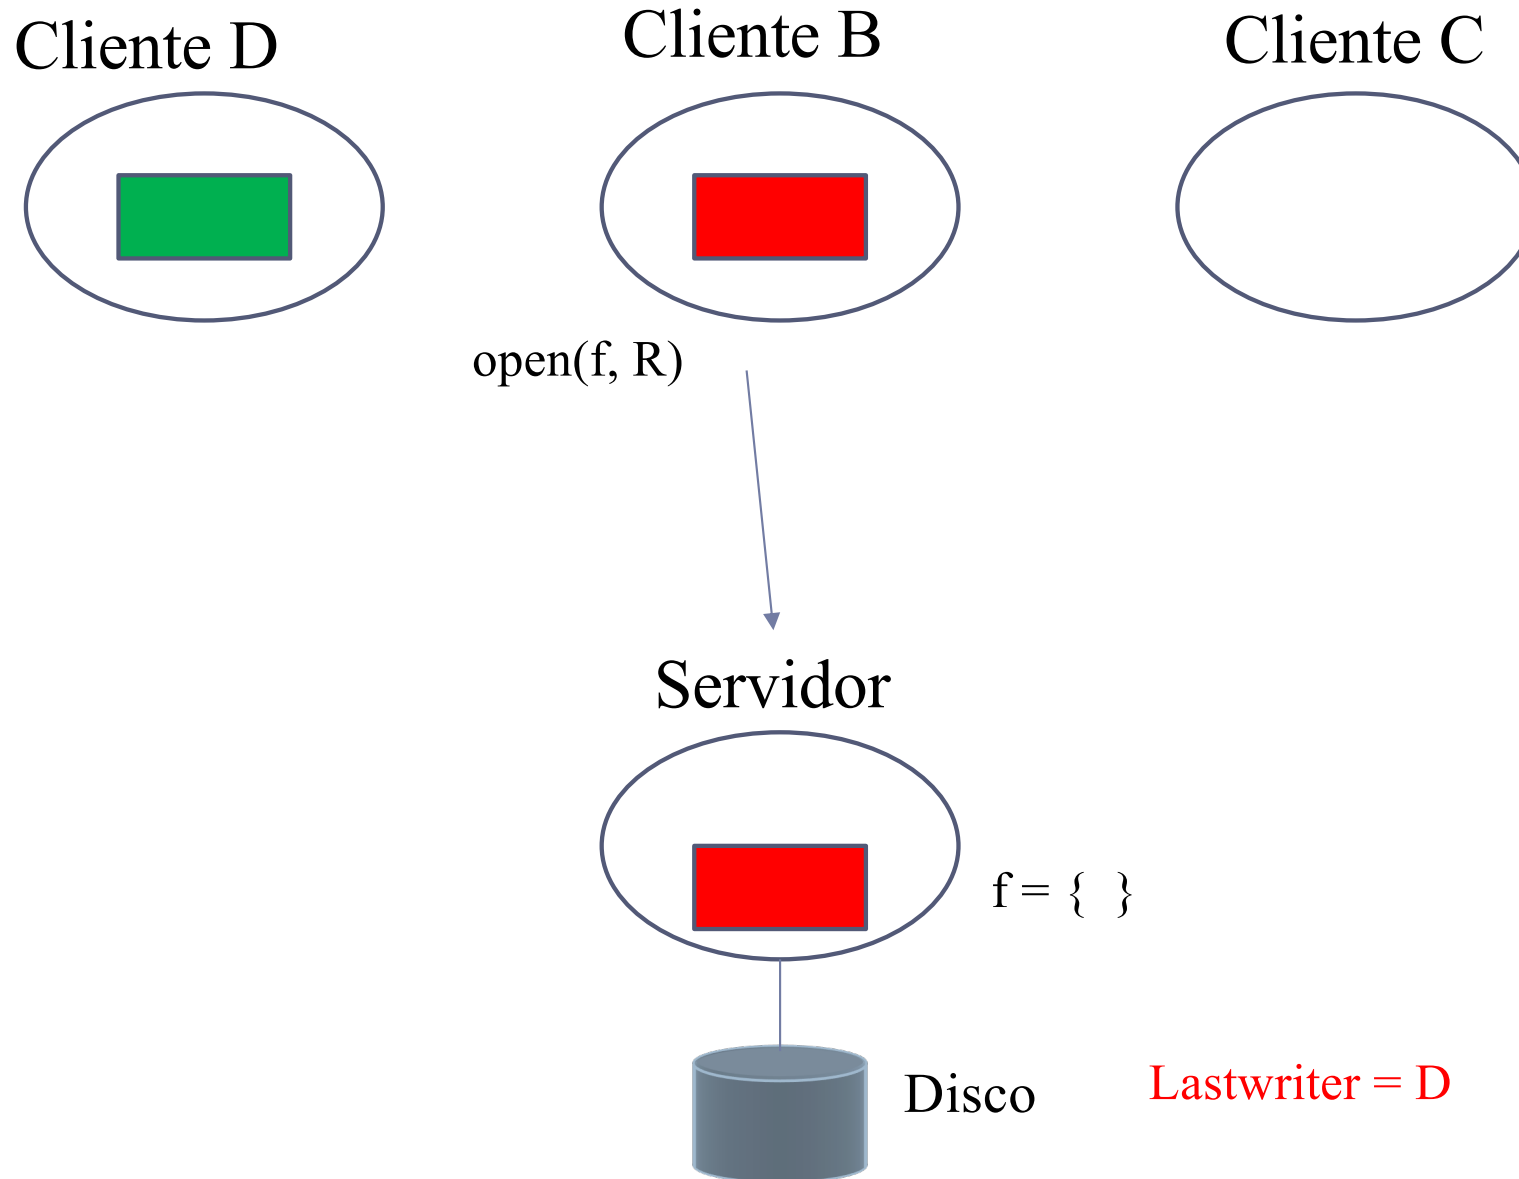 Cliente D
Cliente B
Cliente C
open(f, R)
Servidor
f = {  }
Disco
Lastwriter = D